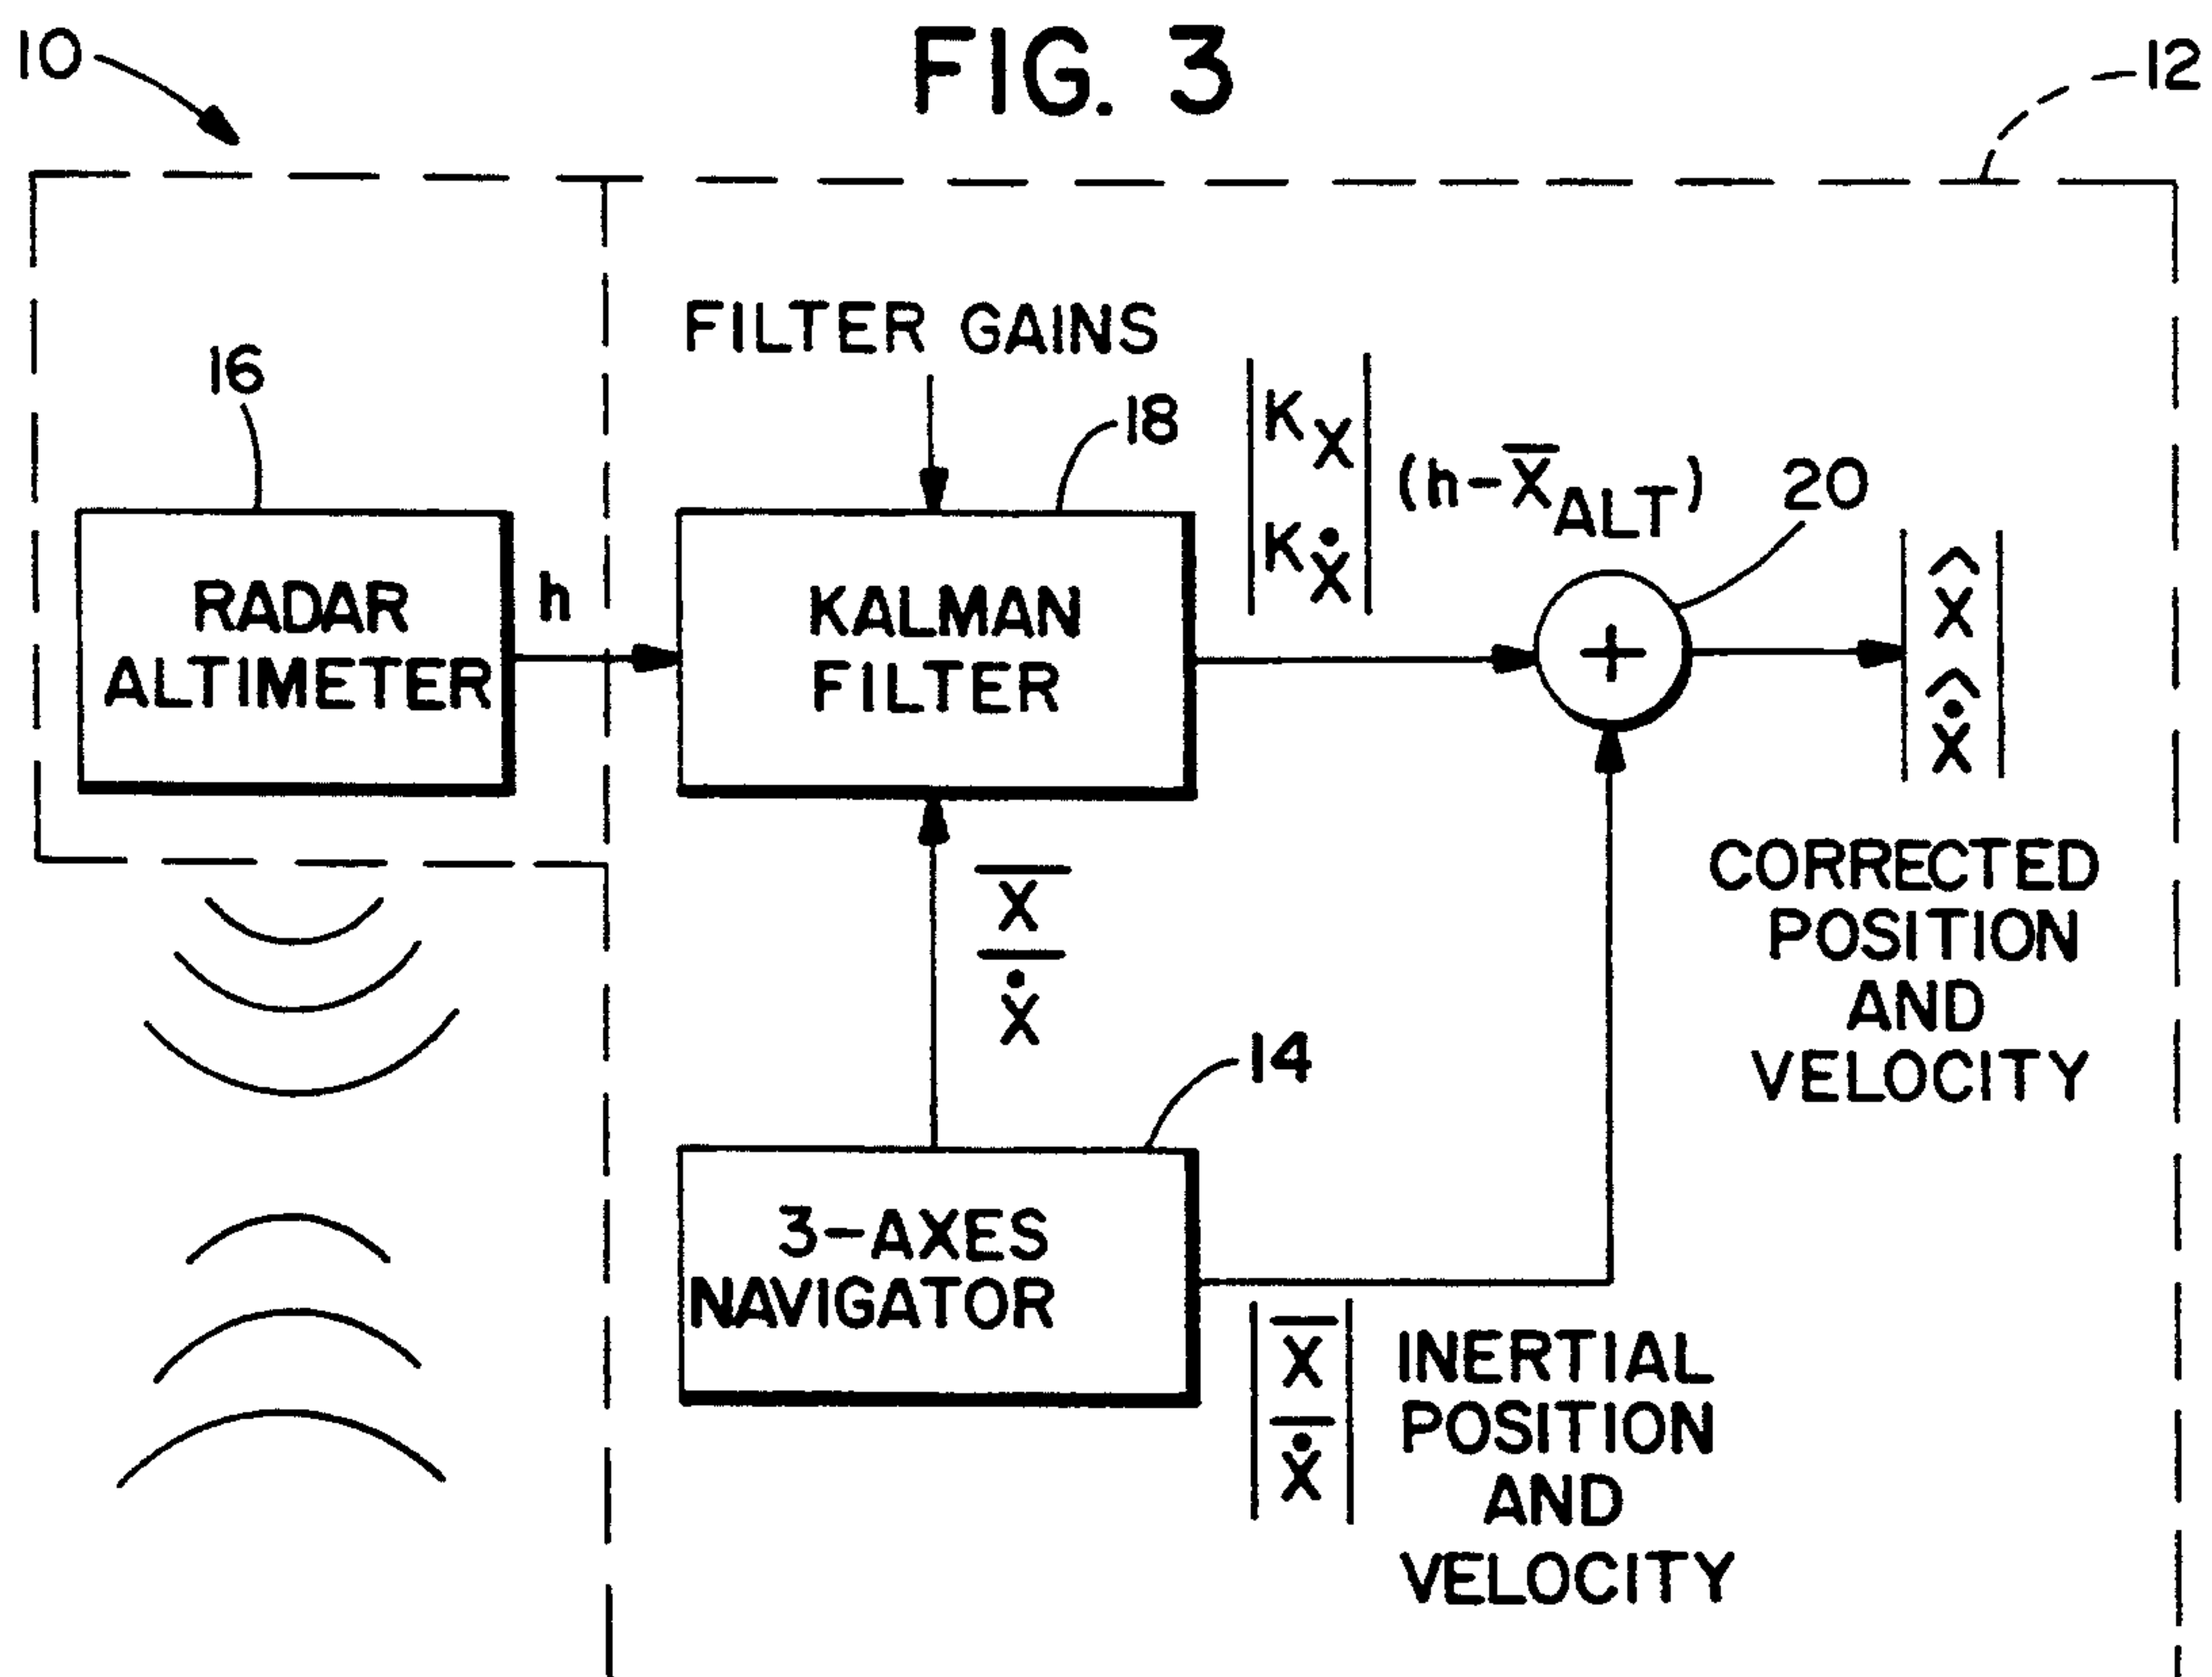 FIG. 3
10
12
FILTER GAINS
16
18
|K_X|
|K_Ẋ| (h-X̅_ALT)
20
RADAR
ALTIMETER
h
KALMAN
FILTER
+
X̂
Ẋ̂
CORRECTED
POSITION
AND
VELOCITY
X̅
Ẋ̅
14
3-AXES
NAVIGATOR
X̅
Ẋ̅
INERTIAL
POSITION
AND
VELOCITY